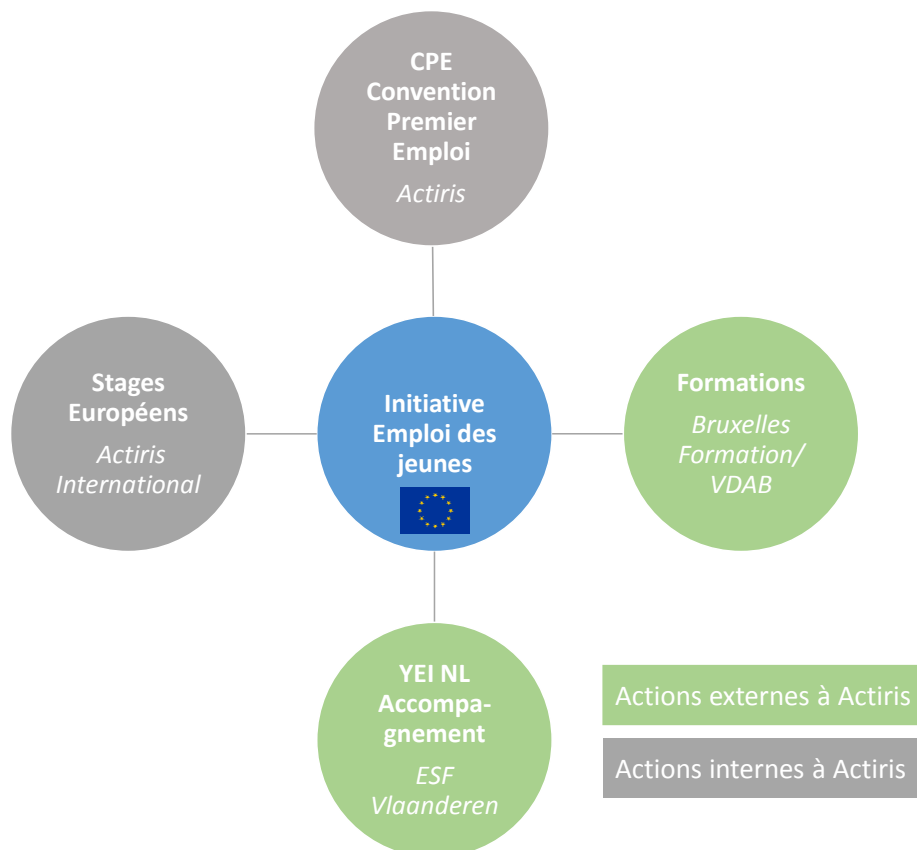 CPE
Convention
Premier
Emploi
Actiris
Stages
Européens
Actiris
International
Initiative
Emploi des
jeunes
Formations
Bruxelles
Formation/
VDAB
YEI NL
Accompa-
gnement
ESF
Vlaanderen
Actions externes à Actiris
Actions internes à Actiris